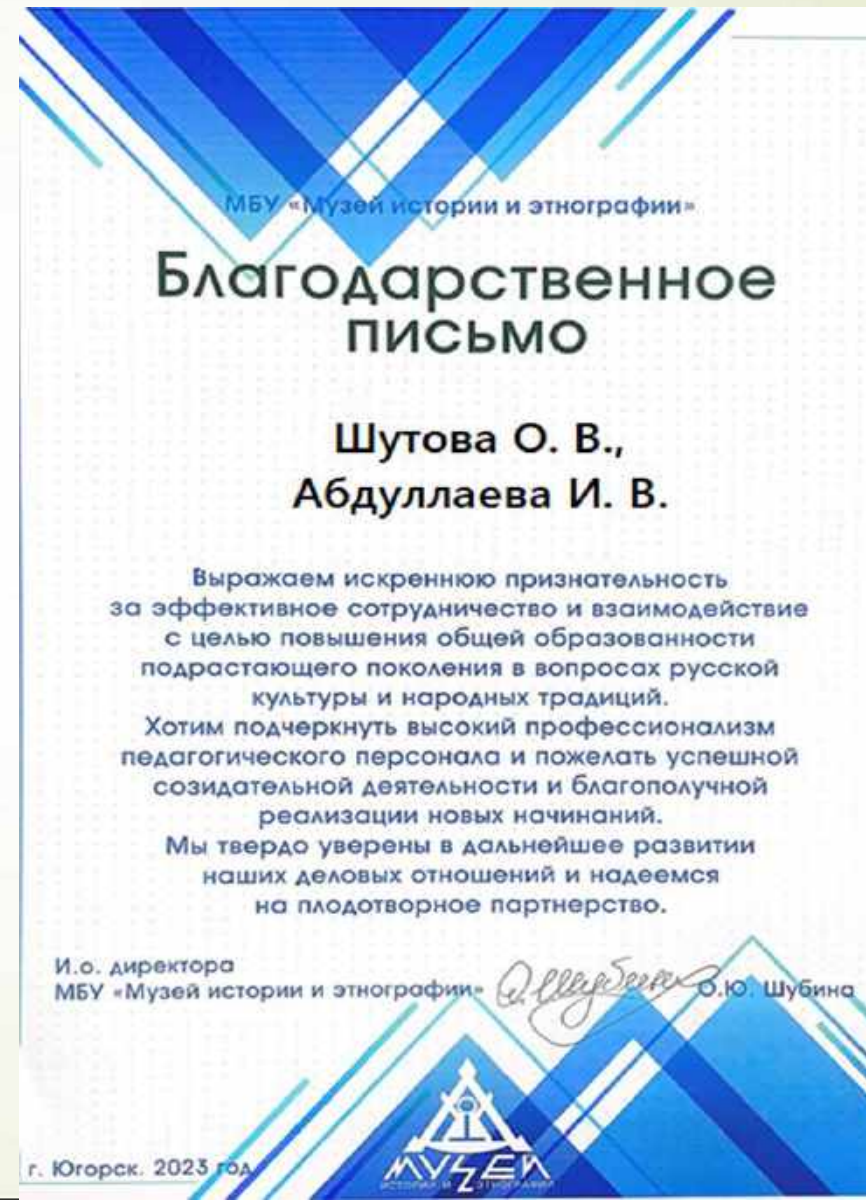 МБУ «Музей истории и этнографии»
Благодарственное
письмо
Шутова О. В.,
Абдуллаева И. В.
Выражаем искреннюю признательность
за эффективное сотрудничество и взаимодействие
с целью повышения общей образованности
подрастающего поколения в вопросах русской
культуры и народных традиций.
Хотим подчеркнуть высокий профессионализм
педагогического персонала и пожелать успешной
созидательной деятельности и благополучной
реализации новых начинаний.
Мы твердо уверены в дальнейшее развитии
наших деловых отношений и надеемся
на плодотворное партнерство.
И.о. директора
МБУ «Музей истории и этнографии» О.Ю. Шубина
МУZЕЙ
ИСТОРИИ И ЭТНОГРАФИИ
г. Югорск. 2023 год